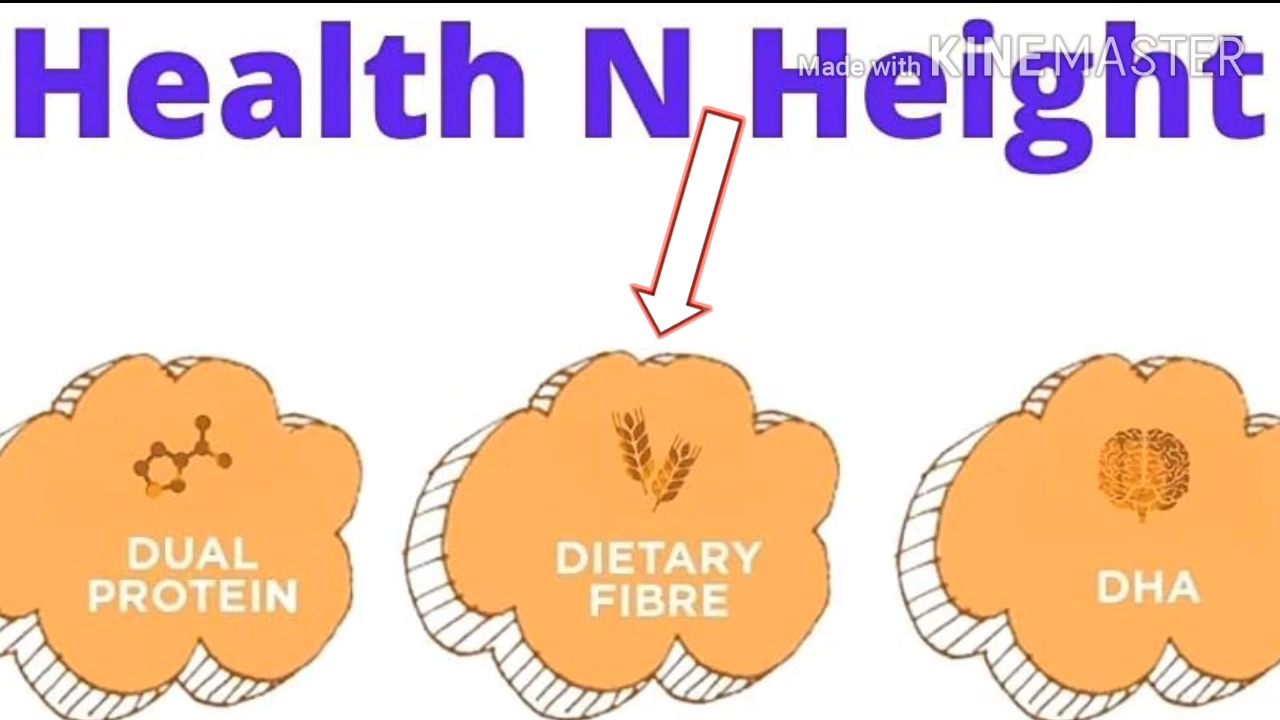 Health N Height
Made with KINEMASTER
DUAL
PROTEIN
DIETARY
FIBRE
DHA